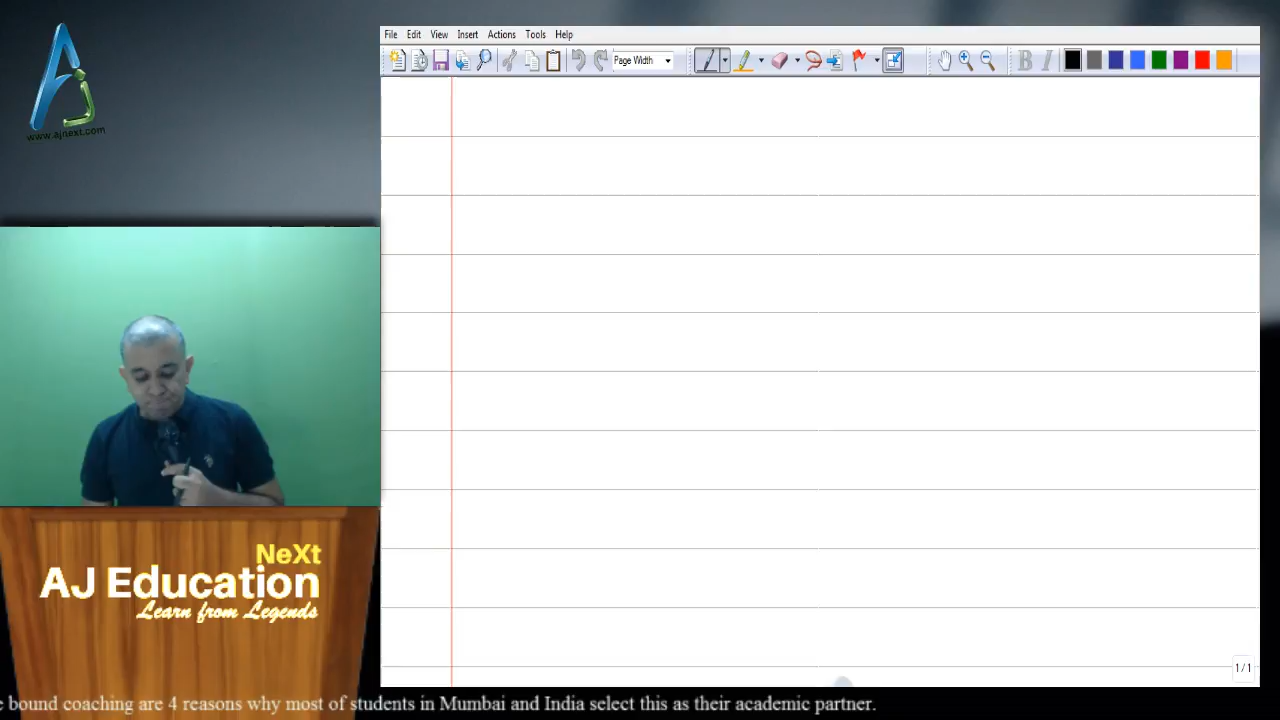 www.ajnext.com
File Edit View Insert Actions Tools Help
Page Width
B I
NeXt
AJ Education
Learn from Legends
1/1
bound coaching are 4 reasons why most of students in Mumbai and India select this as their academic partner.